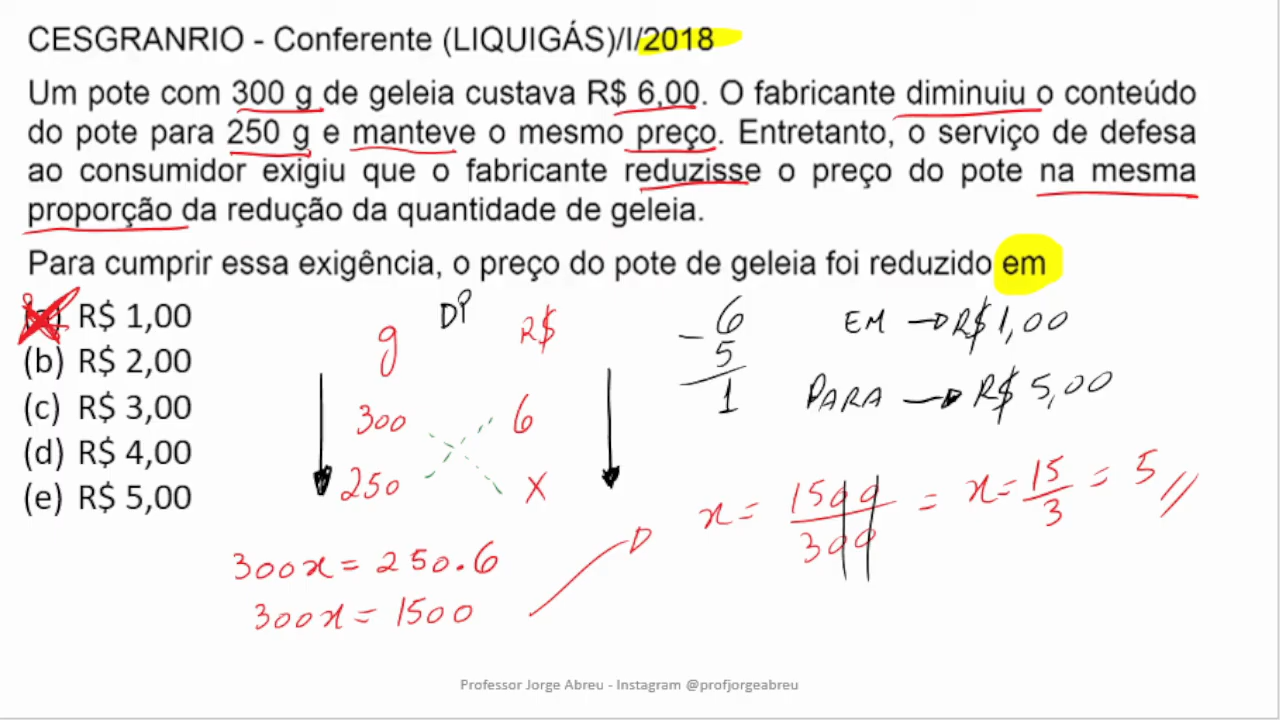 CESGRANRIO - Conferente (LIQUIGÁS)/I/2018
Um pote com 300 g de geleia custava R$ 6,00. O fabricante diminuiu o conteúdo
do pote para 250 g e manteve o mesmo preço. Entretanto, o serviço de defesa
ao consumidor exigiu que o fabricante reduzisse o preço do pote na mesma
proporção da redução da quantidade de geleia.
Para cumprir essa exigência, o preço do pote de geleia foi reduzido em
R$ 1,00
(b) R$ 2,00
(c) R$ 3,00
(d) R$ 4,00
(e) R$ 5,00
DP
g R$
300 6
250 X
300x = 250.6
300x = 1500
- 6
5
1
EM → R$ 1,00
PARA → R$ 5,00
x = 1500/300 = x = 15/3 = 5 //
Professor Jorge Abreu - Instagram @profjorgeabreu